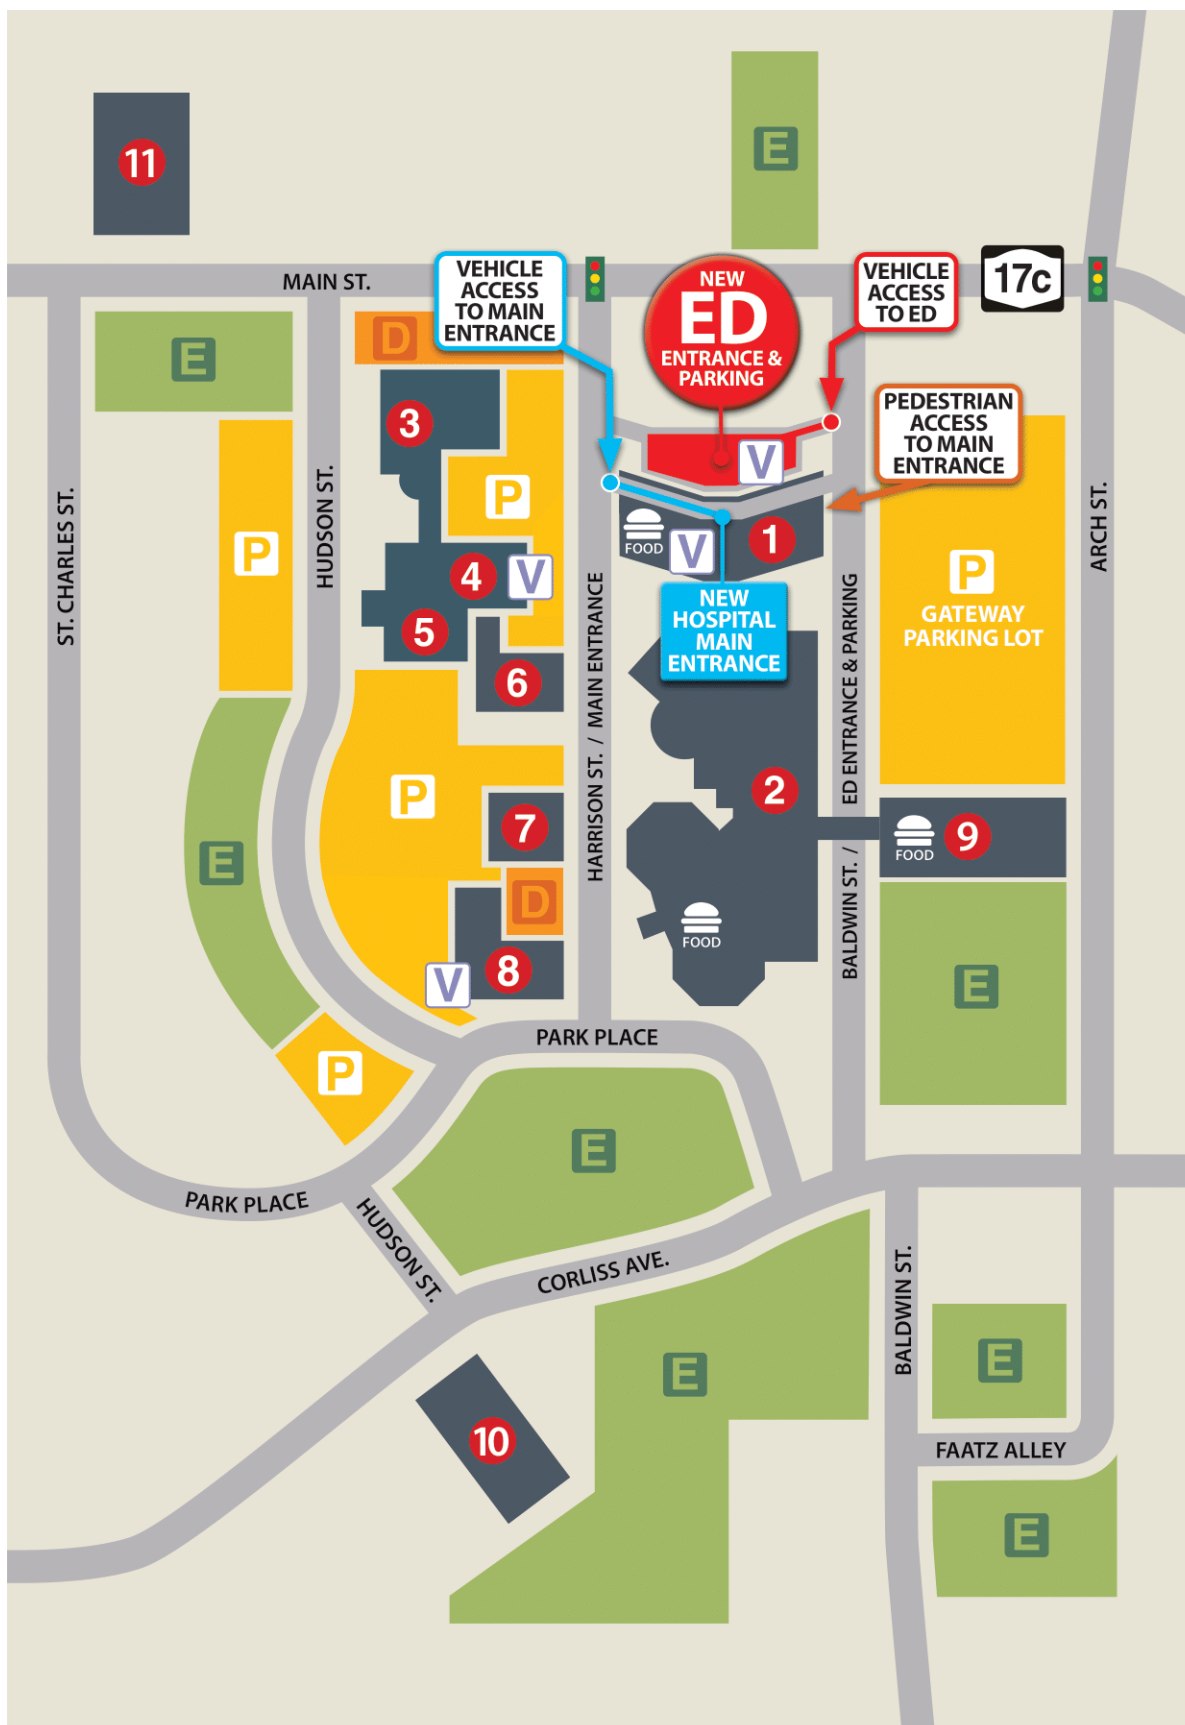 11
E
MAIN ST.
VEHICLE
ACCESS
TO MAIN
ENTRANCE
NEW
ED
ENTRANCE &
PARKING
VEHICLE
ACCESS
TO ED
17c
E
D
3
PEDESTRIAN
ACCESS
TO MAIN
ENTRANCE
V
P
P
FOOD
V
1
ST. CHARLES ST.
HUDSON ST.
4
V
5
6
HARRISON ST. / MAIN ENTRANCE
NEW
HOSPITAL
MAIN
ENTRANCE
BALDWIN ST. / ED ENTRANCE & PARKING
P
GATEWAY
PARKING LOT
ARCH ST.
P
2
7
FOOD
9
E
D
FOOD
8
V
E
PARK PLACE
P
E
PARK PLACE
HUDSON ST.
CORLISS AVE.
BALDWIN ST.
E
E
10
FAATZ ALLEY
E